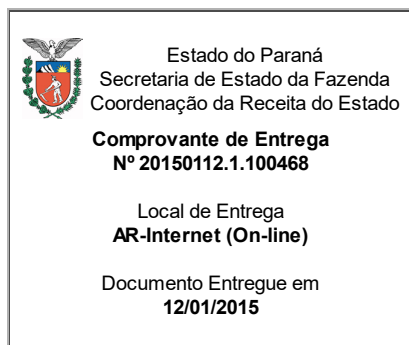 Estado do Paraná
Secretaria de Estado da Fazenda
Coordenação da Receita do Estado
Comprovante de Entrega
Nº 20150112.1.100468
Local de Entrega
AR-Internet (On-line)
Documento Entregue em
12/01/2015